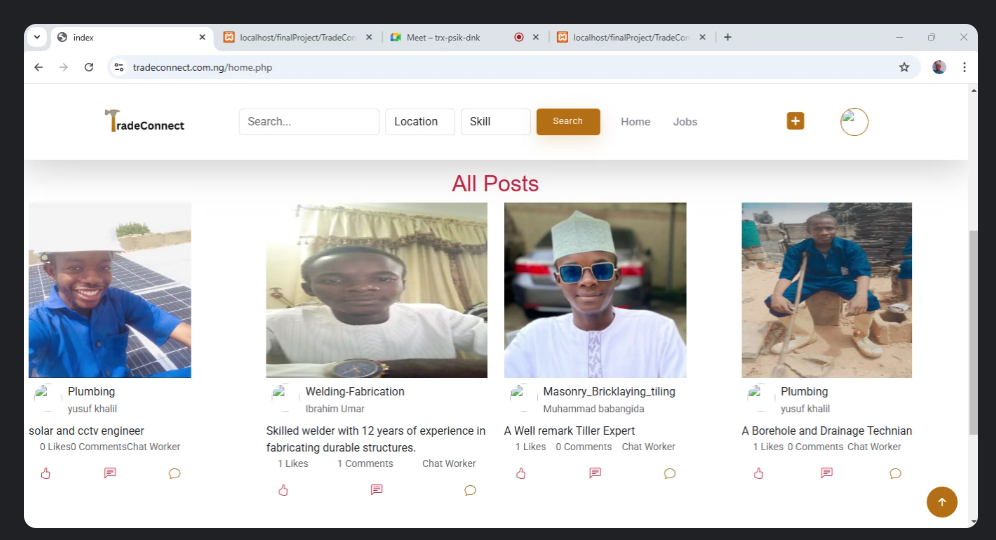 index
localhost/finalProject/TradeCon
Meet – trx-psik-dnk
localhost/finalProject/TradeCon
tradeconnect.com.ng/home.php
TradeConnect
Search...
Location
Skill
Search
Home
Jobs
All Posts
Plumbing
yusuf khalil
solar and cctv engineer
0 Likes0 CommentsChat Worker
Welding-Fabrication
Ibrahim Umar
Skilled welder with 12 years of experience in
fabricating durable structures.
1 Likes 1 Comments Chat Worker
Masonry_Bricklaying_tiling
Muhammad babangida
A Well remark Tiller Expert
1 Likes 0 Comments Chat Worker
Plumbing
yusuf khalil
A Borehole and Drainage Technian
1 Likes 0 Comments Chat Worker